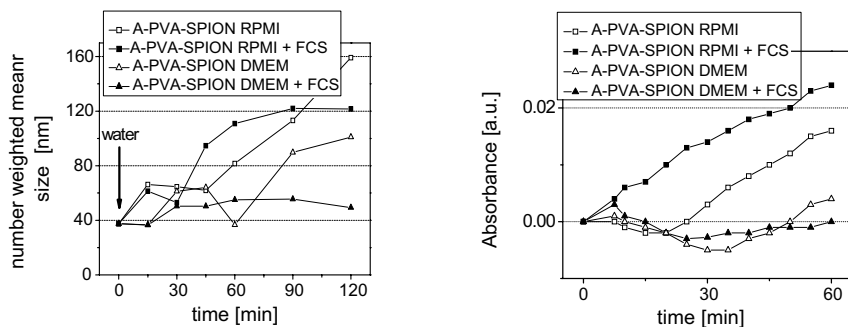 A-PVA-SPION RPMI
A-PVA-SPION RPMI + FCS
A-PVA-SPION DMEM
A-PVA-SPION DMEM + FCS
160
120
80
40
0
number weighted meanr
size [nm]
water
0 30 60 90 120
time [min]
A-PVA-SPION RPMI
A-PVA-SPION RPMI + FCS
A-PVA-SPION DMEM
A-PVA-SPION DMEM + FCS
0.02
0.00
Absorbance [a.u.]
0 30 60
time [min]